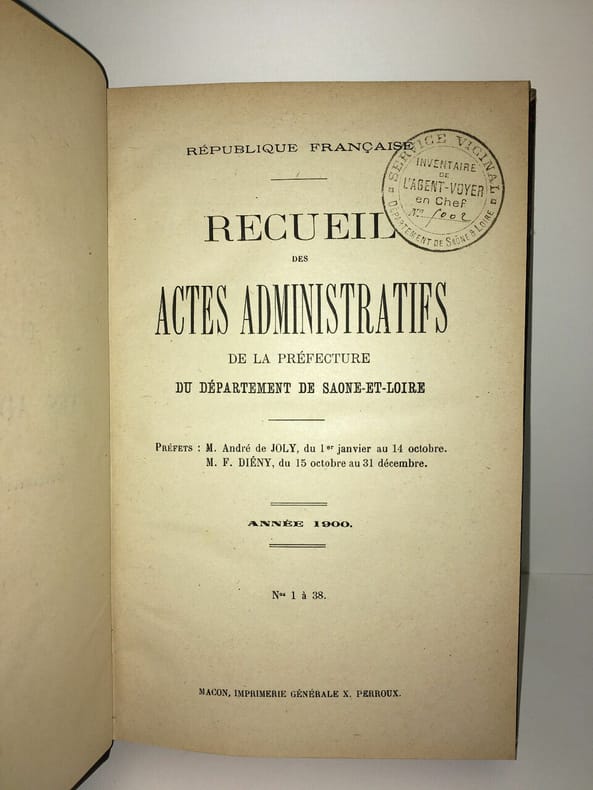 RÉPUBLIQUE FRANÇAISE
SERVICE VICINAL
INVENTAIRE
DE
L'AGENT-VOYER
en Chef
N° 1002
DÉPARTEMENT DE SAÔNE & LOIRE
RECUEIL
DES
ACTES ADMINISTRATIFS
DE LA PRÉFECTURE
DU DÉPARTEMENT DE SAONE-ET-LOIRE
PRÉFETS : M. André de JOLY, du 1er janvier au 14 octobre.
M. F. DIÉNY, du 15 octobre au 31 décembre.
ANNÉE 1900.
Nos 1 à 38.
MACON, IMPRIMERIE GÉNÉRALE X. PERROUX.